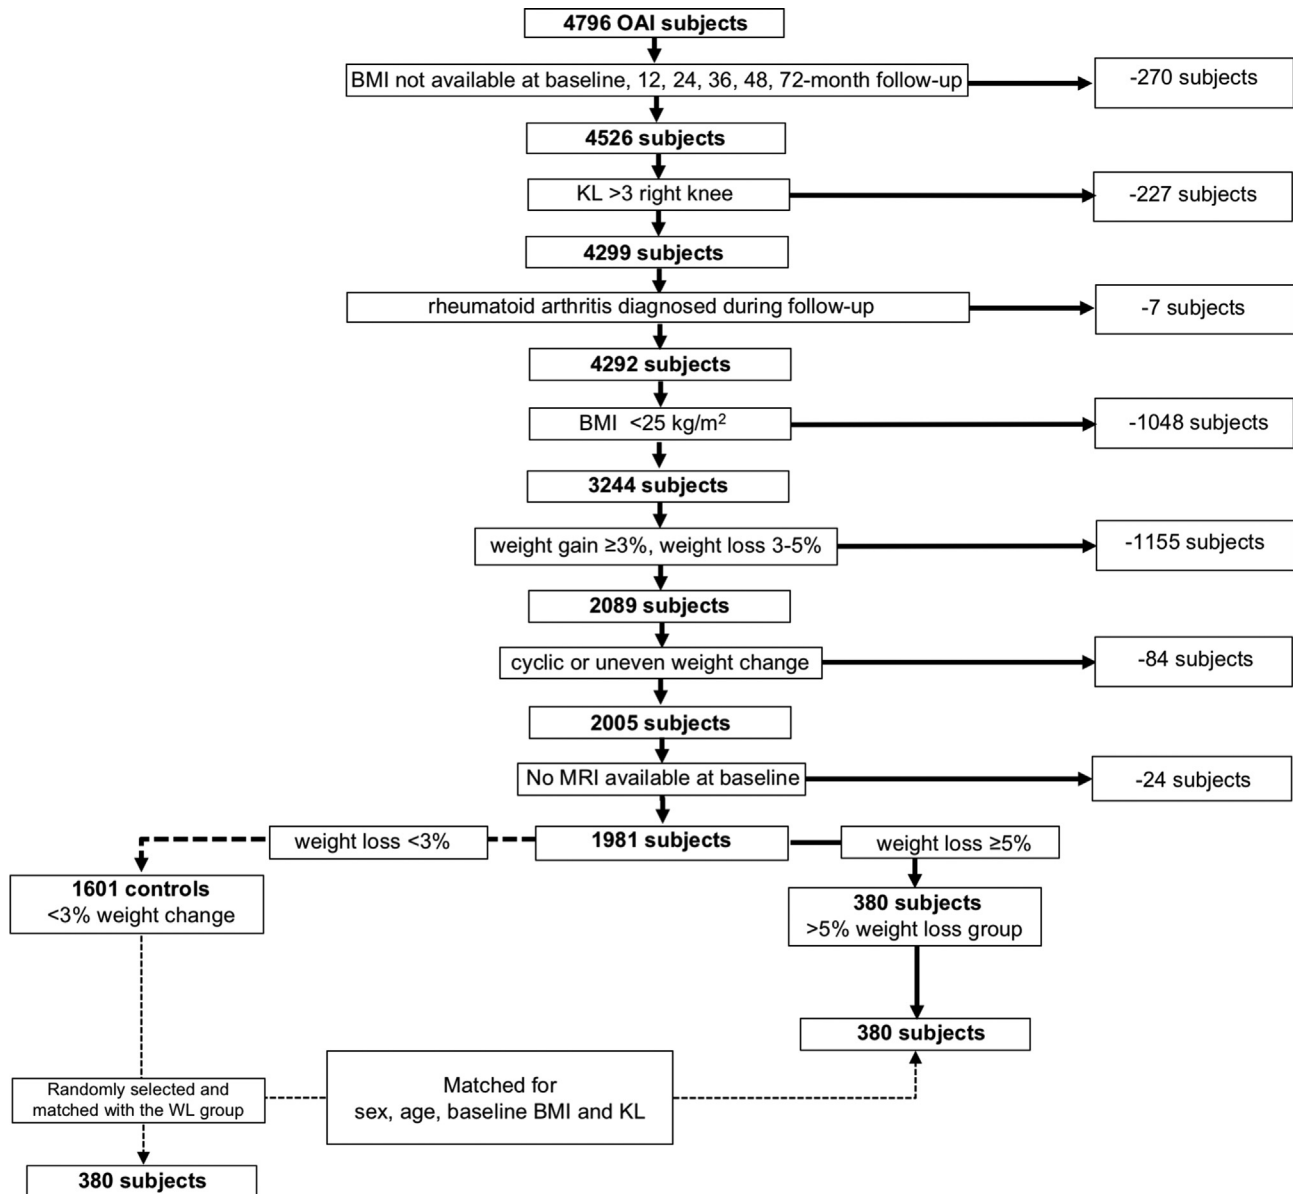 4796 OAI subjects
BMI not available at baseline, 12, 24, 36, 48, 72-month follow-up
-270 subjects
4526 subjects
KL >3 right knee
-227 subjects
4299 subjects
rheumatoid arthritis diagnosed during follow-up
-7 subjects
4292 subjects
BMI <25 kg/m²
-1048 subjects
3244 subjects
weight gain ≥3%, weight loss 3-5%
-1155 subjects
2089 subjects
cyclic or uneven weight change
-84 subjects
2005 subjects
No MRI available at baseline
-24 subjects
weight loss <3%
1981 subjects
weight loss ≥5%
1601 controls
<3% weight change
380 subjects
>5% weight loss group
380 subjects
Randomly selected and
matched with the WL group
Matched for
sex, age, baseline BMI and KL
380 subjects